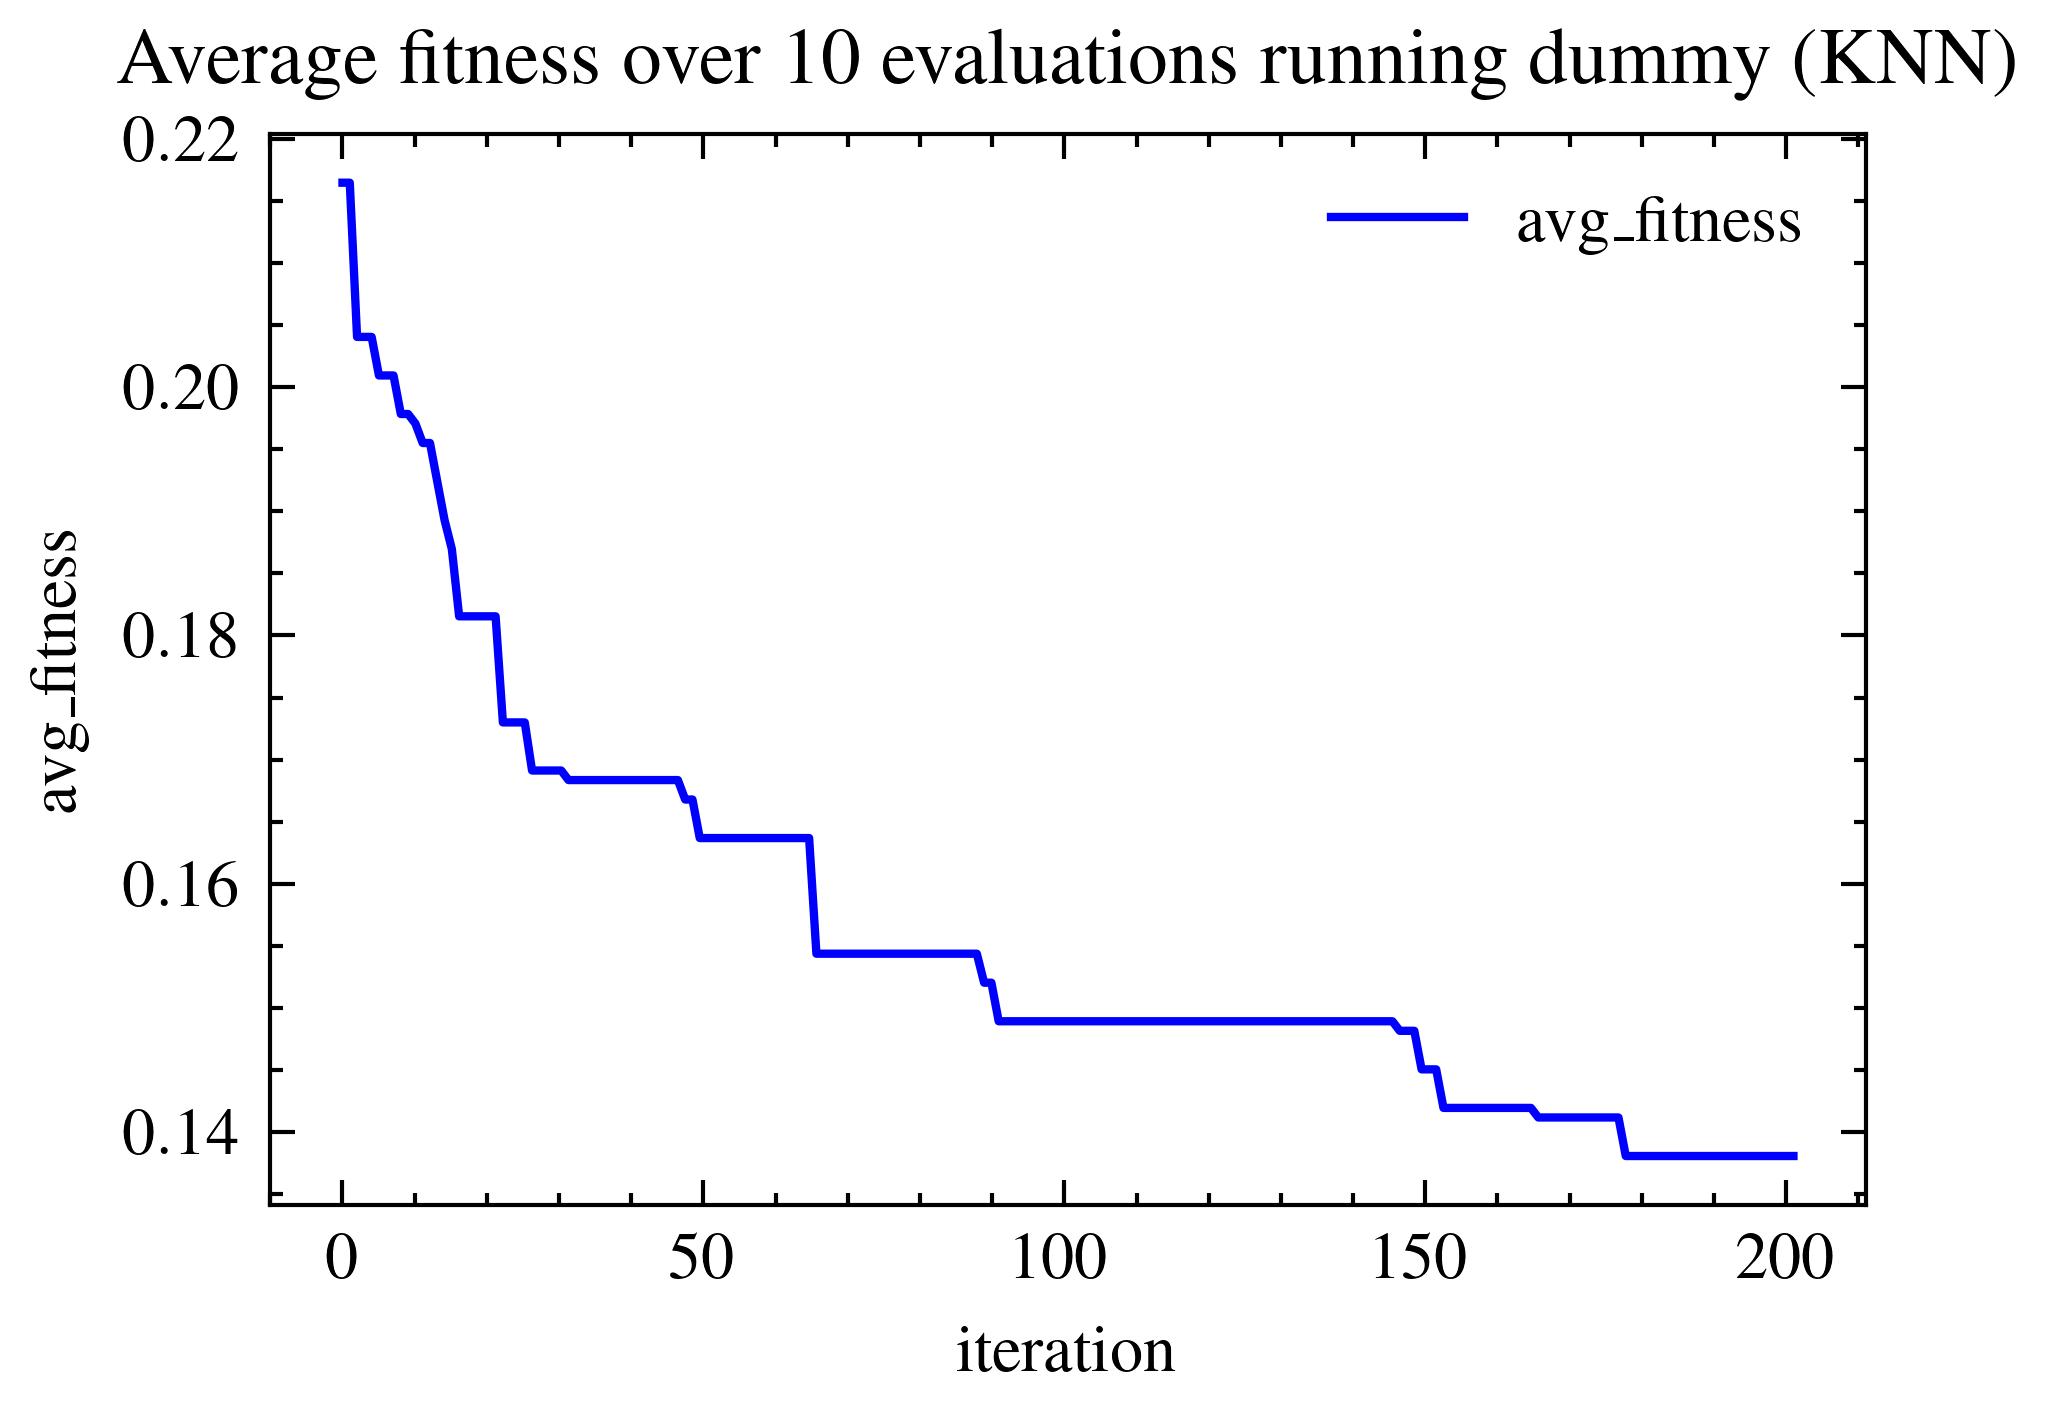 Average fitness over 10 evaluations running dummy (KNN)
0.22
0.20
0.18
0.16
0.14
avg_fitness
avg_fitness
0 50 100 150 200
iteration